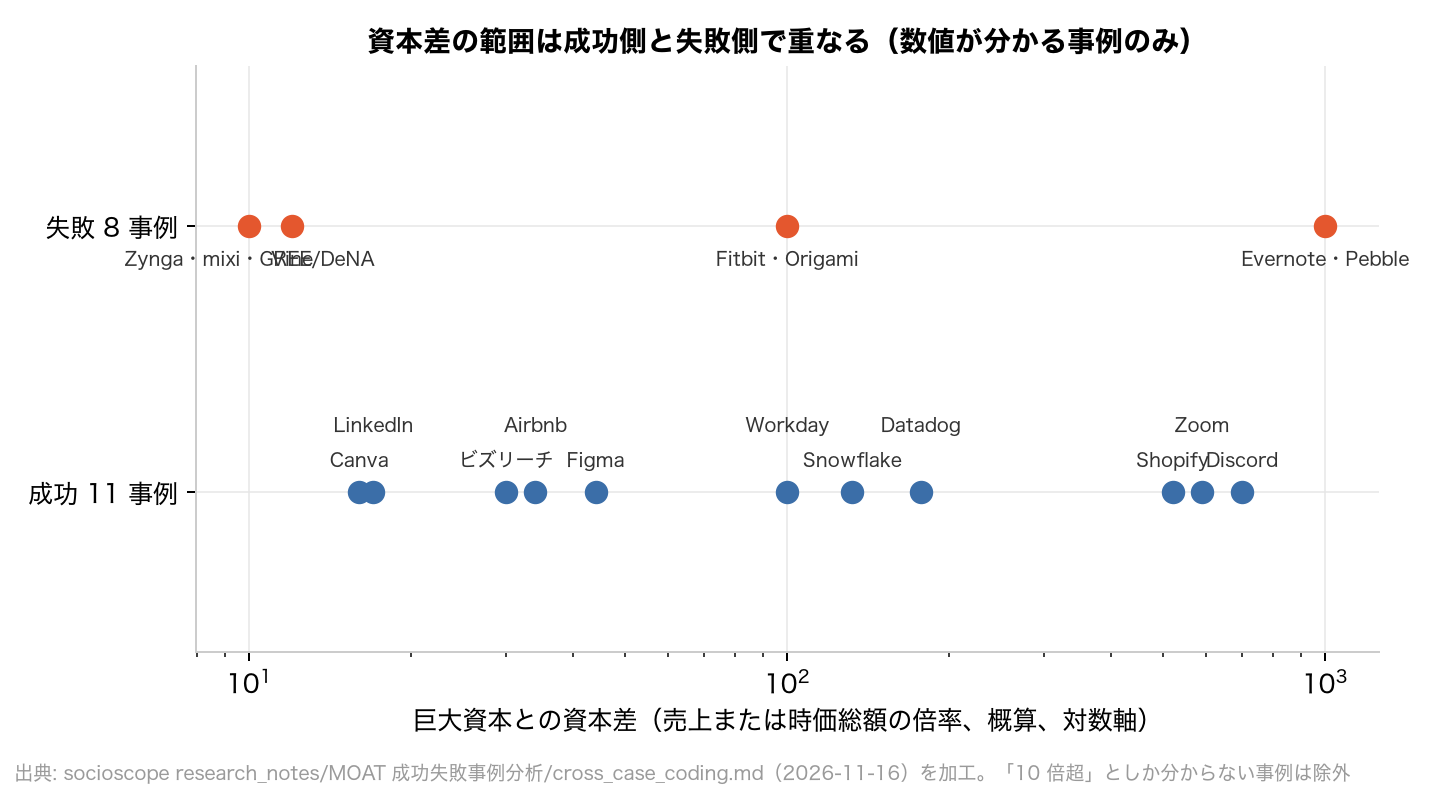 資本差の範囲は成功側と失敗側で重なる（数値が分かる事例のみ）
失敗 8 事例
Zynga・mixi・GREE/DeNA
Vine
Fitbit・Origami
Evernote・Pebble
LinkedIn
Airbnb
Workday
Datadog
Zoom
Canva
ビズリーチ
Figma
Snowflake
Shopify
Discord
成功 11 事例
10¹
10²
10³
巨大資本との資本差（売上または時価総額の倍率、概算、対数軸）
出典: socioscope research_notes/MOAT 成功失敗事例分析/cross_case_coding.md（2026-11-16）を加工。「10 倍超」としか分からない事例は除外